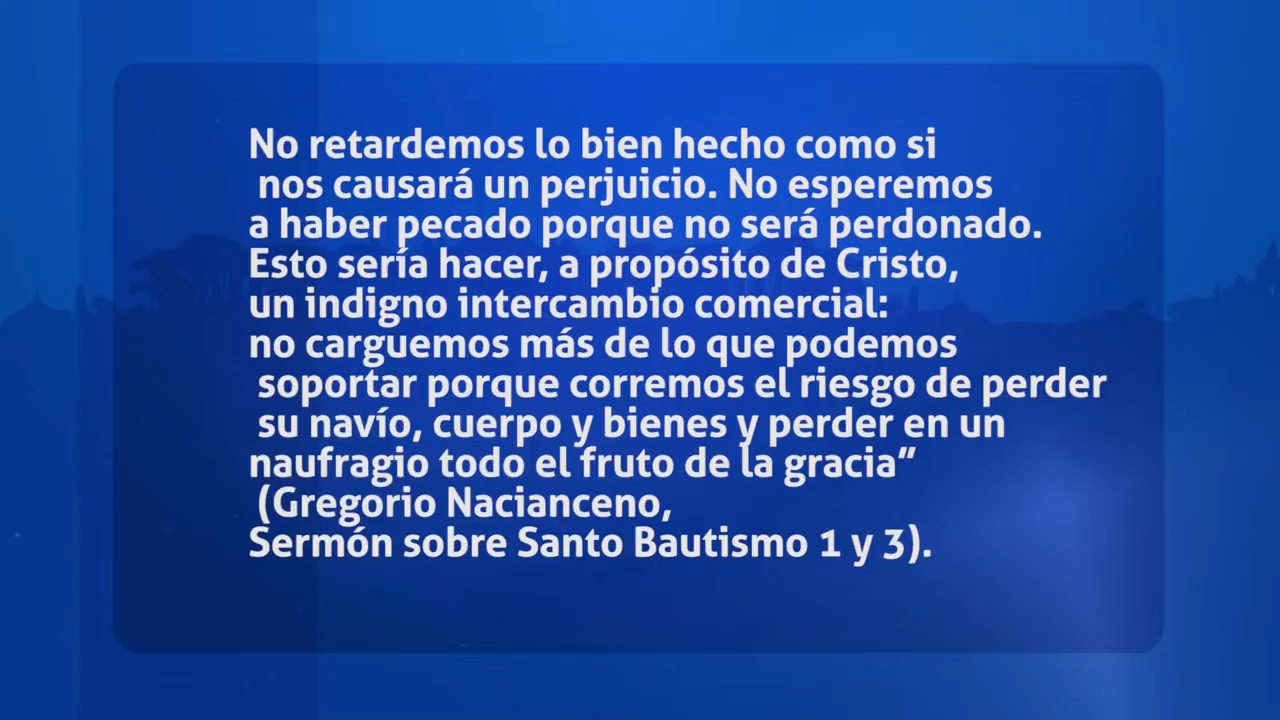 No retardemos lo bien hecho como si
nos causará un perjuicio. No esperemos
a haber pecado porque no será perdonado.
Esto sería hacer, a propósito de Cristo,
un indigno intercambio comercial:
no carguemos más de lo que podemos
soportar porque corremos el riesgo de perder
su navío, cuerpo y bienes y perder en un
naufragio todo el fruto de la gracia”
(Gregorio Nacianceno,
Sermón sobre Santo Bautismo 1 y 3).